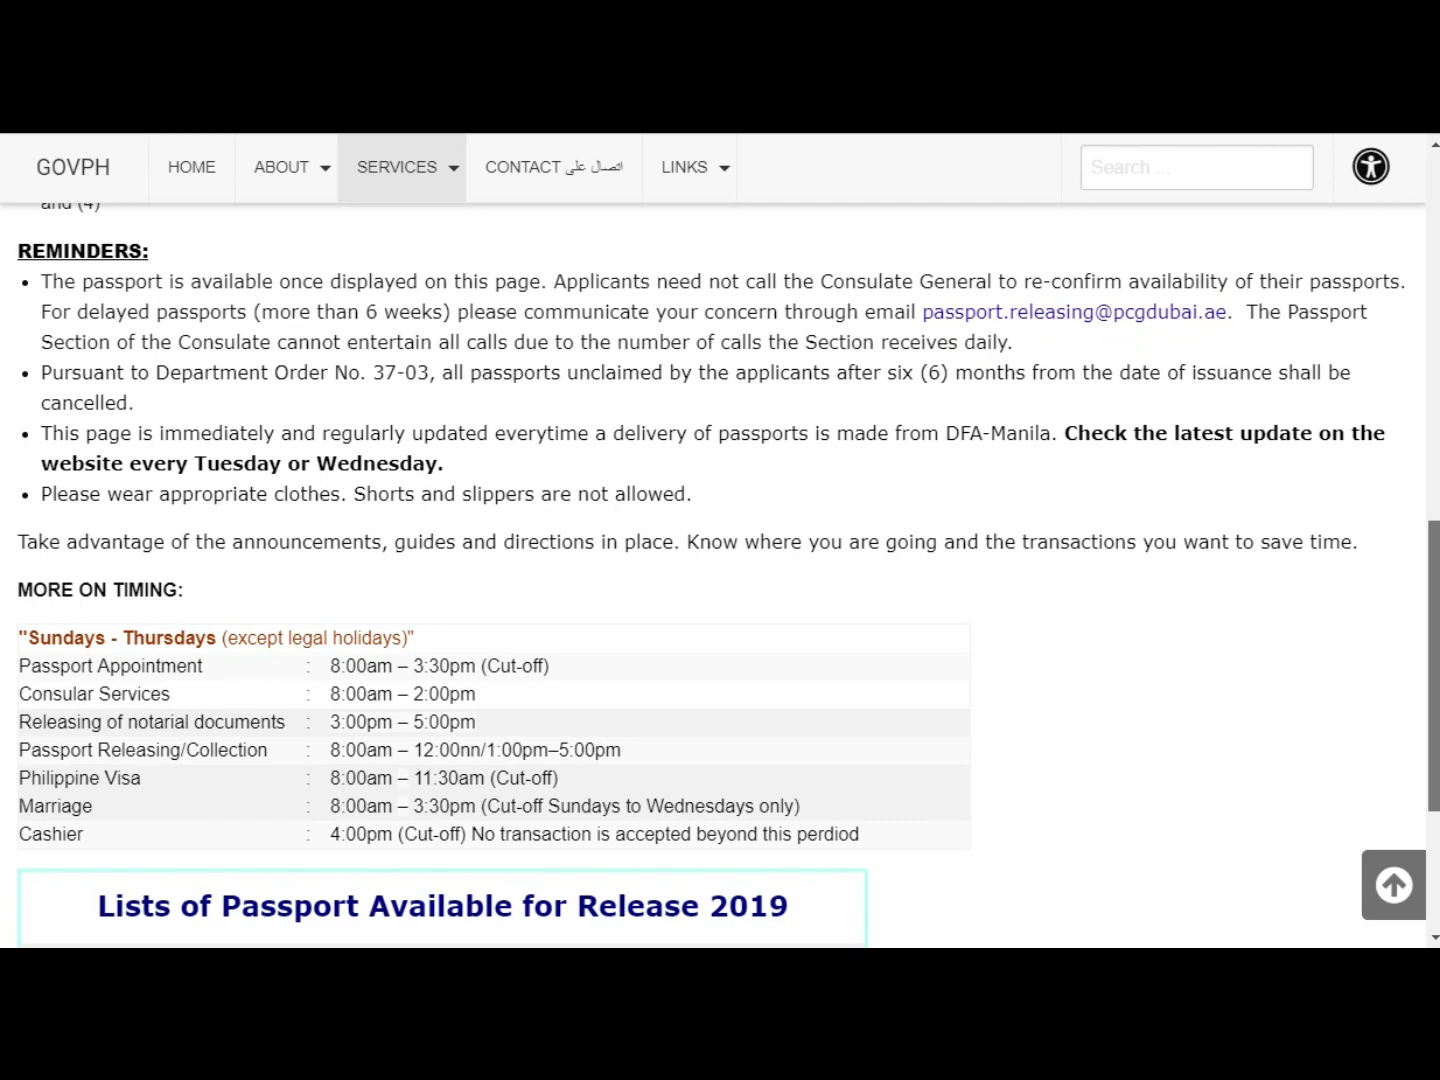 GOVPH HOME ABOUT SERVICES CONTACT اتصال على LINKS Search ...
and (4)
REMINDERS:
• The passport is available once displayed on this page. Applicants need not call the Consulate General to re-confirm availability of their passports.
For delayed passports (more than 6 weeks) please communicate your concern through email passport.releasing@pcgdubai.ae. The Passport
Section of the Consulate cannot entertain all calls due to the number of calls the Section receives daily.
• Pursuant to Department Order No. 37-03, all passports unclaimed by the applicants after six (6) months from the date of issuance shall be
cancelled.
• This page is immediately and regularly updated everytime a delivery of passports is made from DFA-Manila. Check the latest update on the
website every Tuesday or Wednesday.
• Please wear appropriate clothes. Shorts and slippers are not allowed.
Take advantage of the announcements, guides and directions in place. Know where you are going and the transactions you want to save time.
MORE ON TIMING:
"Sundays - Thursdays (except legal holidays)"
Passport Appointment : 8:00am – 3:30pm (Cut-off)
Consular Services : 8:00am – 2:00pm
Releasing of notarial documents : 3:00pm – 5:00pm
Passport Releasing/Collection : 8:00am – 12:00nn/1:00pm–5:00pm
Philippine Visa : 8:00am – 11:30am (Cut-off)
Marriage : 8:00am – 3:30pm (Cut-off Sundays to Wednesdays only)
Cashier : 4:00pm (Cut-off) No transaction is accepted beyond this perdiod
Lists of Passport Available for Release 2019